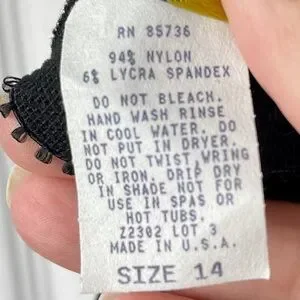 RN 85736
94% NYLON
6% LYCRA SPANDEX
DO NOT BLEACH.
HAND WASH RINSE
IN COOL WATER. DO
NOT PUT IN DRYER.
DO NOT TWIST, WRING
OR IRON. DRIP DRY
IN SHADE NOT FOR
USE IN SPAS OR
HOT TUBS.
Z2302 LOT 3
MADE IN U.S.A.
SIZE 14